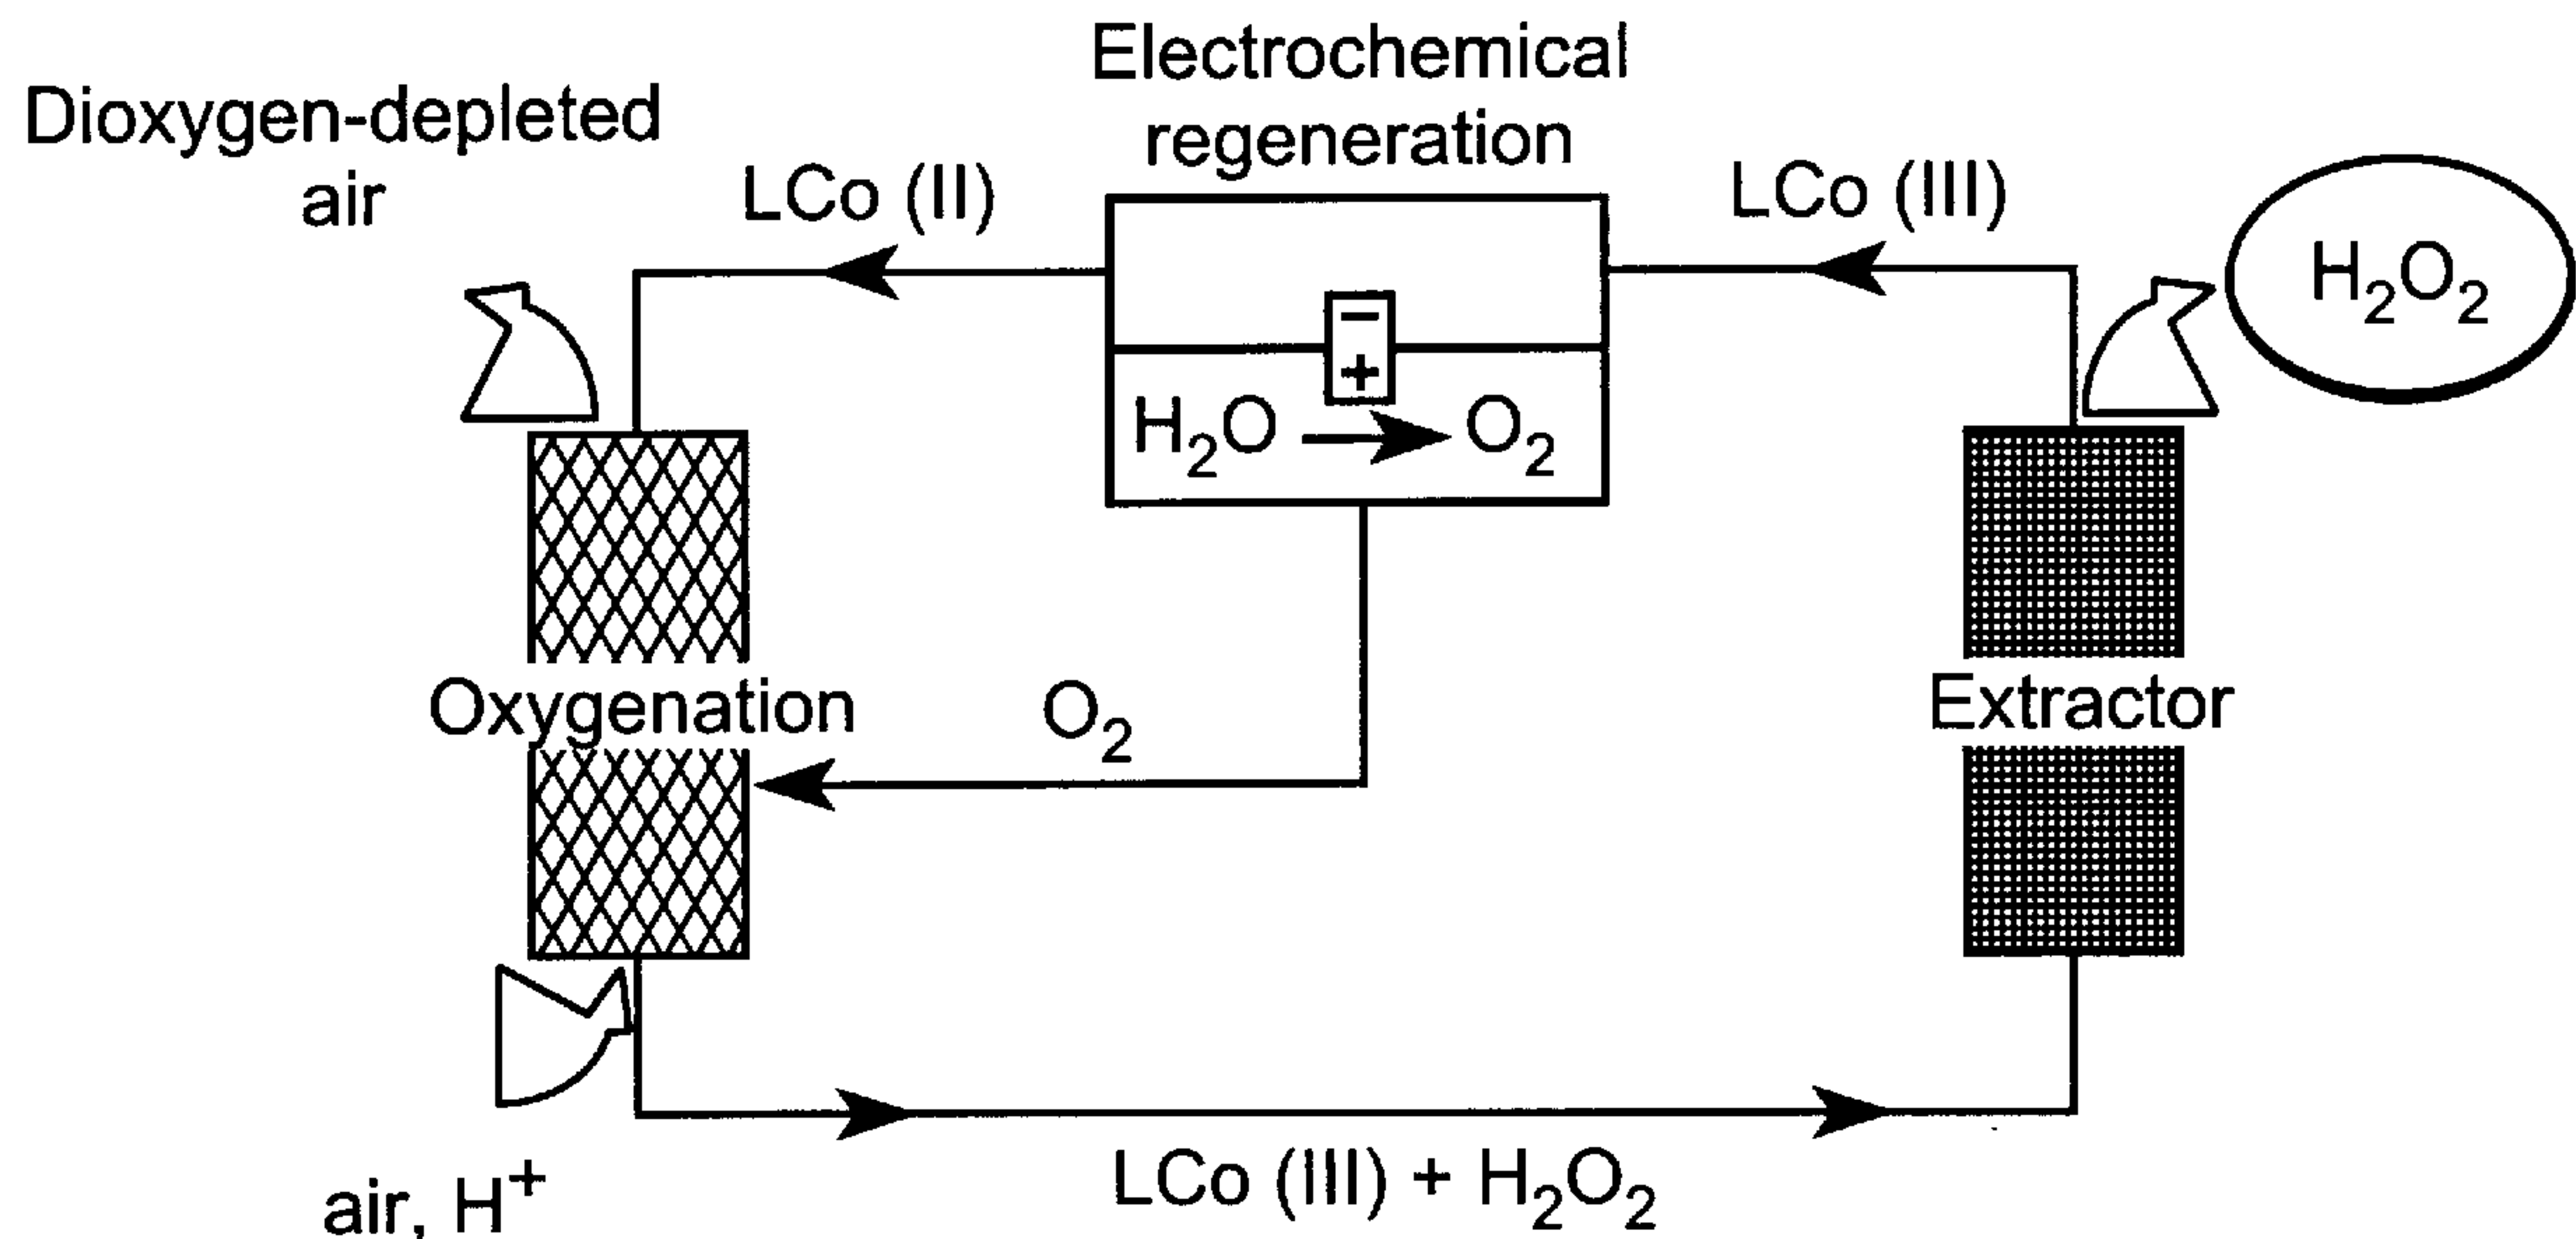 Electrochemical
regeneration
Dioxygen-depleted
air
LCo (II)
LCo (III)
H₂O₂
−
+
H₂O → O₂
Oxygenation
O₂
Extractor
air, H⁺
LCo (III) + H₂O₂